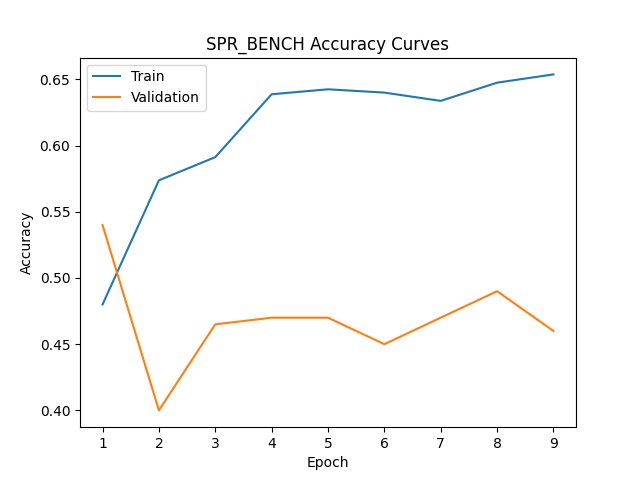 SPR_BENCH Accuracy Curves
Train
Validation
Accuracy
0.65
0.60
0.55
0.50
0.45
0.40
1 2 3 4 5 6 7 8 9
Epoch